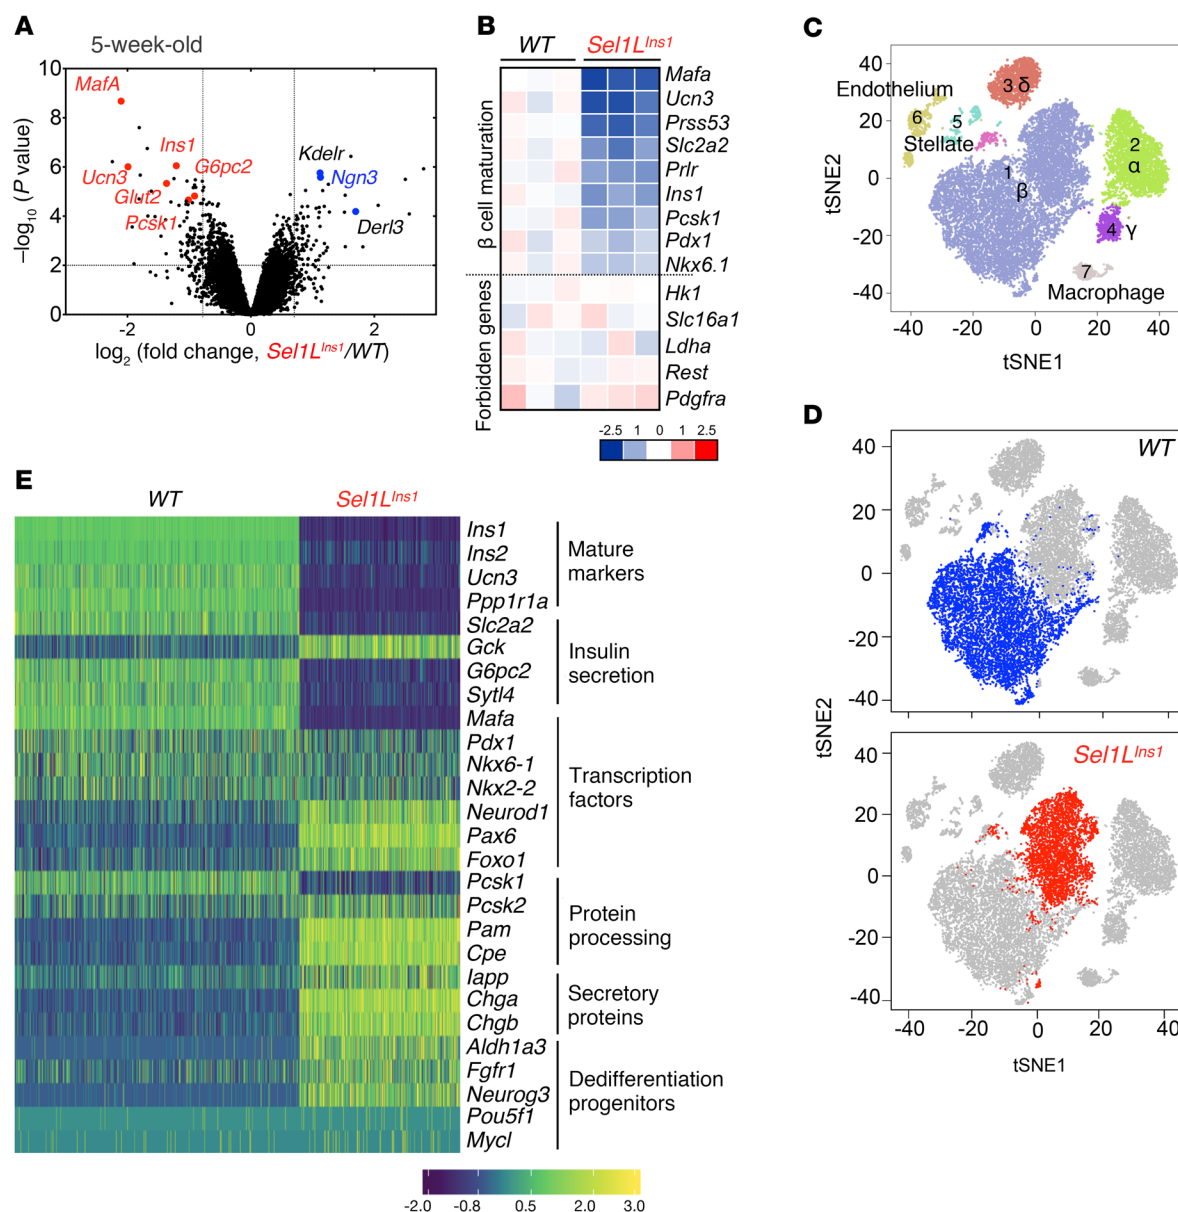 A
5-week-old
10
8
6
4
2
0
-2
0
2
–log10 (P value)
log2 (fold change, Sel1LIns1/WT)
MafA
Ins1
Ucn3
G6pc2
Glut2
Pcsk1
Kdelr
Ngn3
Derl3
B
WT
Sel1LIns1
β cell maturation
Forbidden genes
Mafa
Ucn3
Prss53
Slc2a2
Prlr
Ins1
Pcsk1
Pdx1
Nkx6.1
Hk1
Slc16a1
Ldha
Rest
Pdgfra
-2.5 1 0 1 2.5
C
40
20
0
-20
-40
-40 -20 0 20 40
tSNE2
tSNE1
Endothelium
6
5
Stellate
3 δ
2
α
1
β
4 γ
7
Macrophage
D
WT
40
20
0
-20
-40
Sel1LIns1
40
20
0
-20
-40
-40 -20 0 20 40
tSNE2
tSNE1
E
WT
Sel1LIns1
Ins1
Ins2
Ucn3
Ppp1r1a
Slc2a2
Gck
G6pc2
Sytl4
Mafa
Pdx1
Nkx6-1
Nkx2-2
Neurod1
Pax6
Foxo1
Pcsk1
Pcsk2
Pam
Cpe
Iapp
Chga
Chgb
Aldh1a3
Fgfr1
Neurog3
Pou5f1
Mycl
Mature
markers
Insulin
secretion
Transcription
factors
Protein
processing
Secretory
proteins
Dedifferentiation
progenitors
-2.0 -0.8 0.5 2.0 3.0